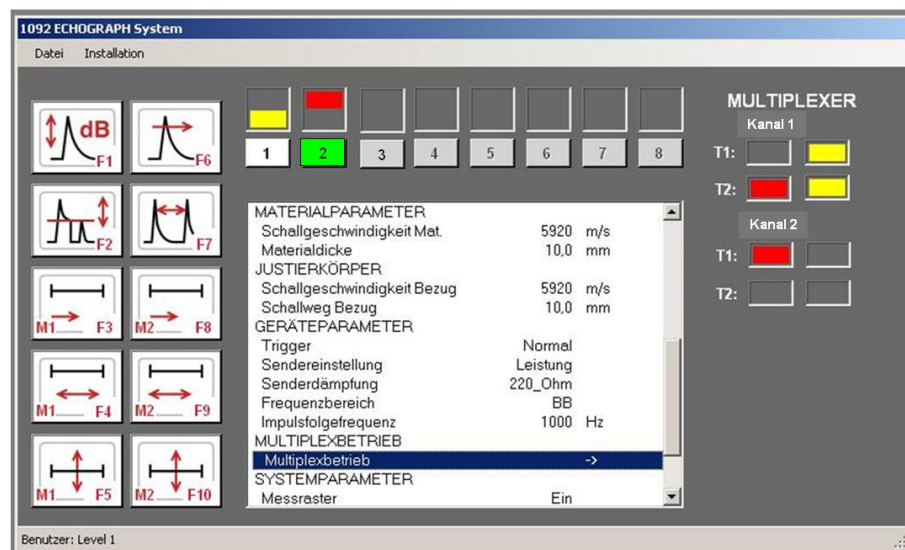 1092 ECHOGRAPH System
Datei Installation
dB
F1
F6
F2
F7
M1 F3
M2 F8
M1 F4
M2 F9
M1 F5
M2 F10
1 2 3 4 5 6 7 8
MATERIALPARAMETER
Schallgeschwindigkeit Mat. 5920 m/s
Materialdicke 10,0 mm
JUSTIERKÖRPER
Schallgeschwindigkeit Bezug 5920 m/s
Schallweg Bezug 10,0 mm
GERÄTEPARAMETER
Trigger Normal
Sendereinstellung Leistung
Senderdämpfung 220_Ohm
Frequenzbereich BB
Impulsfolgefrequenz 1000 Hz
MULTIPLEXBETRIEB
Multiplexbetrieb ->
SYSTEMPARAMETER
Messraster Ein
MULTIPLEXER
Kanal 1
T1:
T2:
Kanal 2
T1:
T2:
Benutzer: Level 1